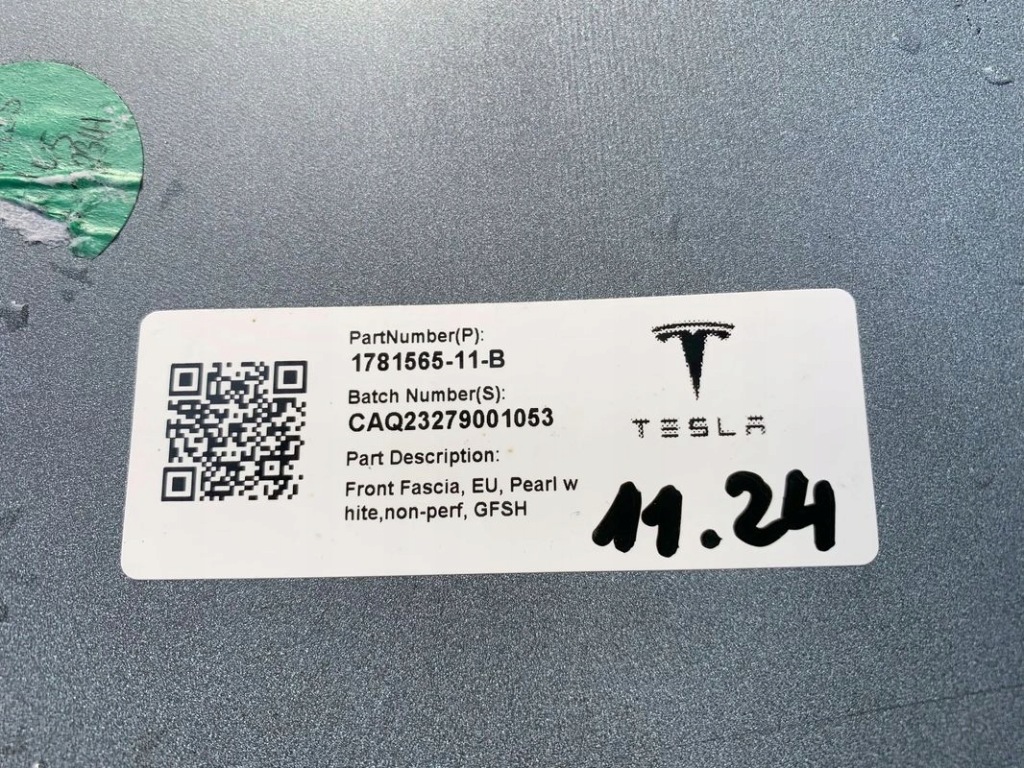 PartNumber(P):
1781565-11-B
Batch Number(S):
CAQ23279001053
Part Description:
Front Fascia, EU, Pearl w
hite,non-perf, GFSH
TESLA
11.24